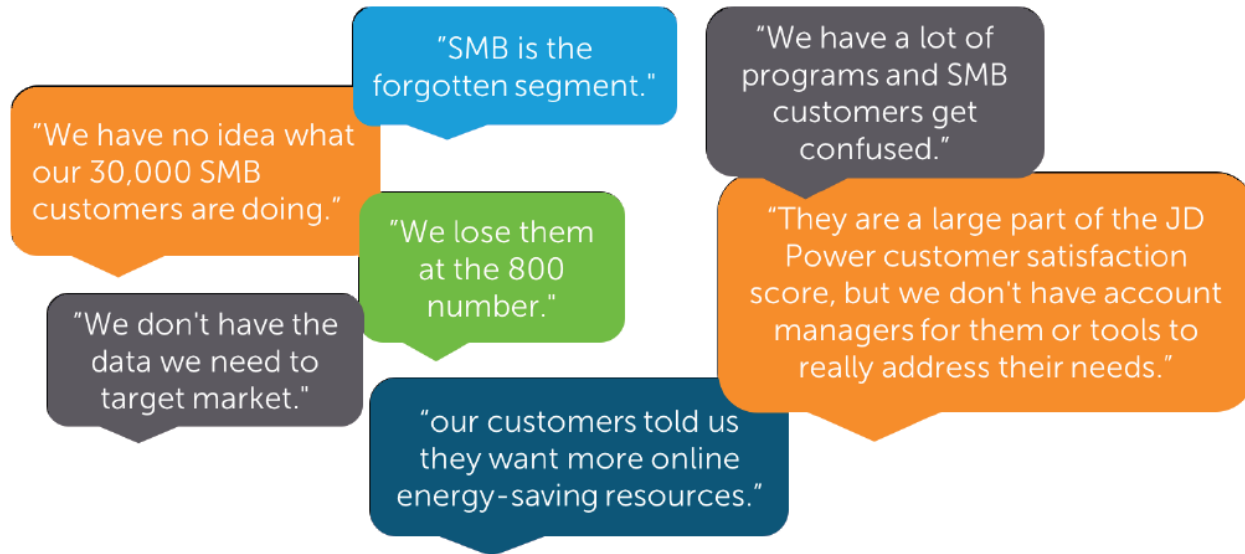 ”SMB is the
forgotten segment."
“We have a lot of
programs and SMB
customers get
confused.”
”We have no idea what
our 30,000 SMB
customers are doing.”
"We lose them
at the 800
number."
“They are a large part of the JD
Power customer satisfaction
score, but we don't have account
managers for them or tools to
really address their needs.”
”We don't have the
data we need to
target market."
“our customers told us
they want more online
energy-saving resources.”